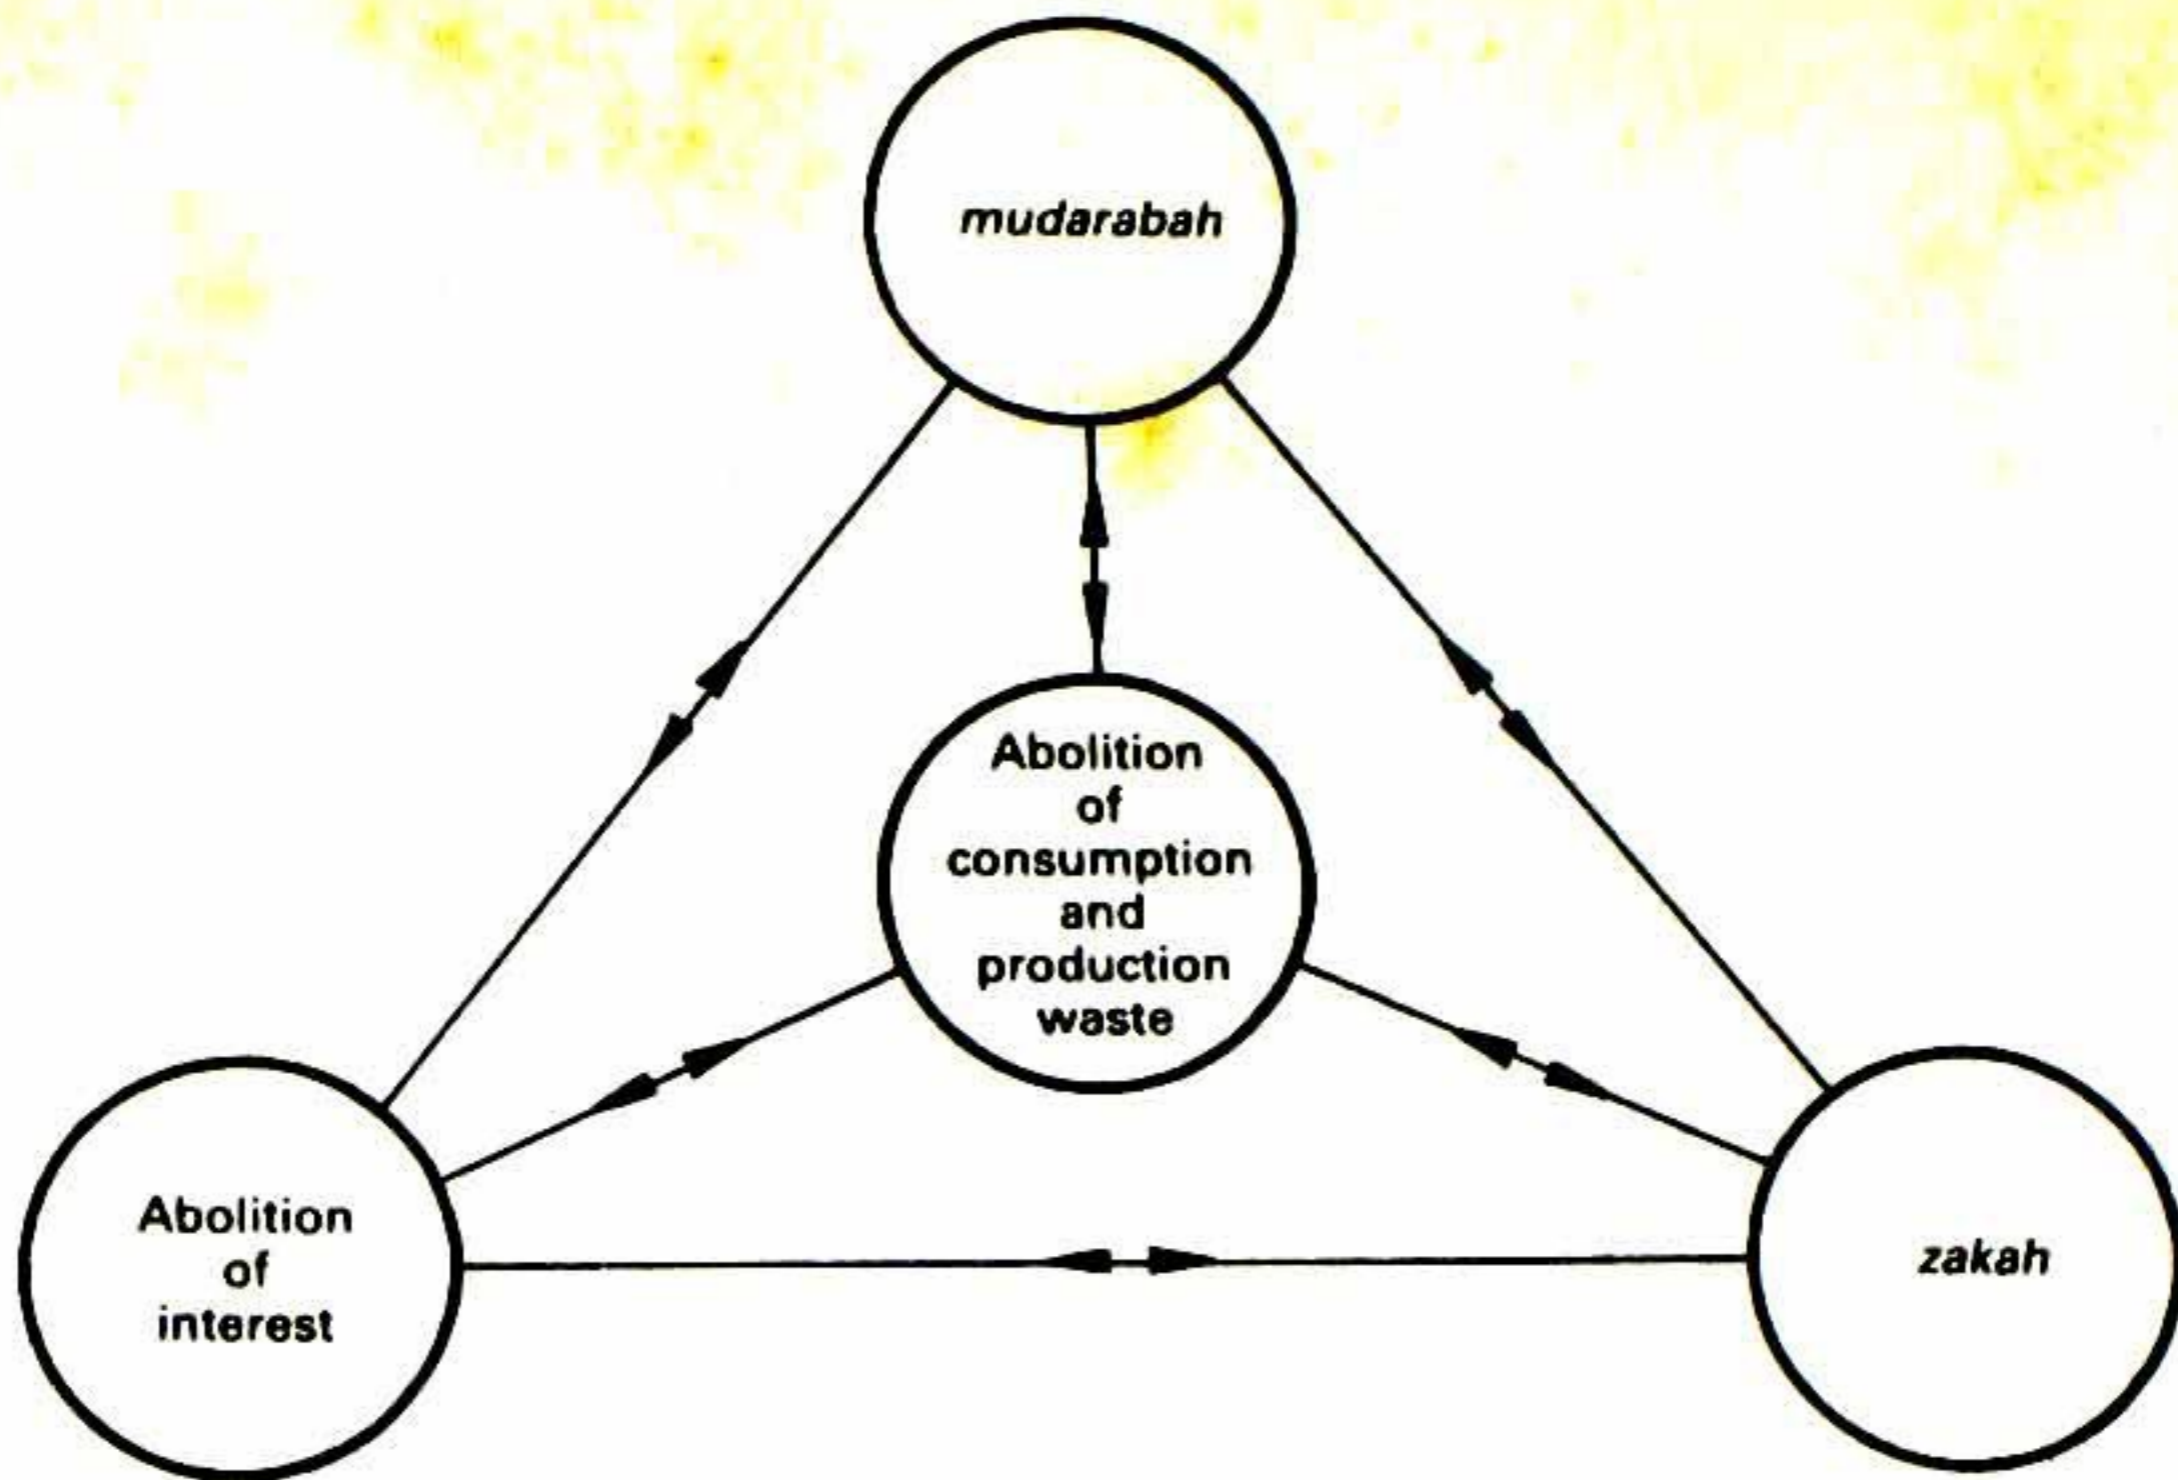 mudarabah
Abolition
of
consumption
and
production
waste
Abolition
of
interest
zakah